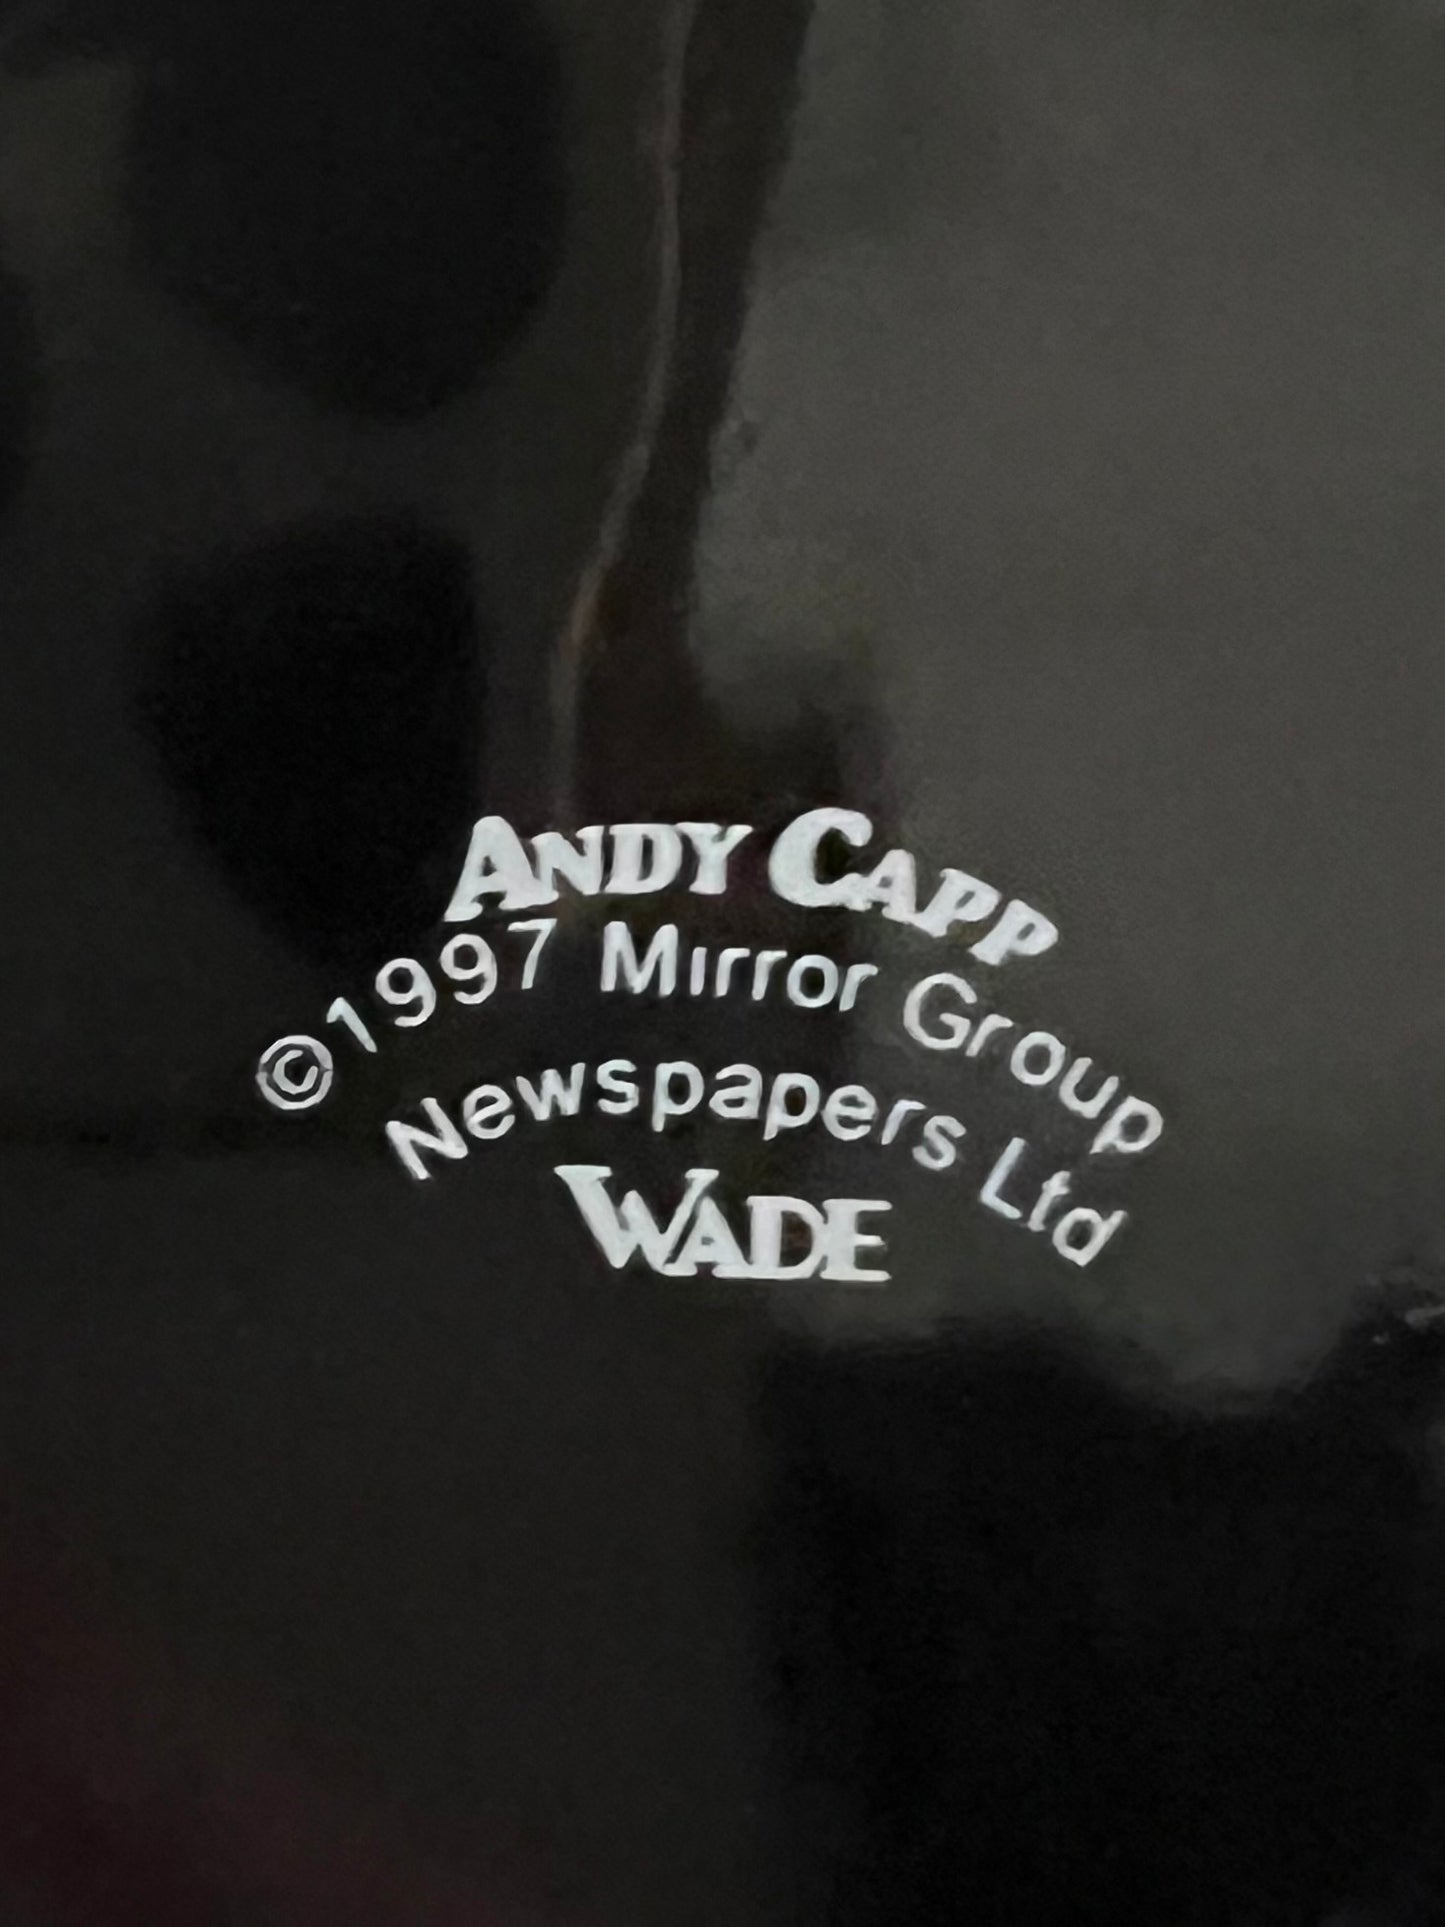 ANDY CAPP
©1997 Mirror Group
Newspapers Ltd
WADE